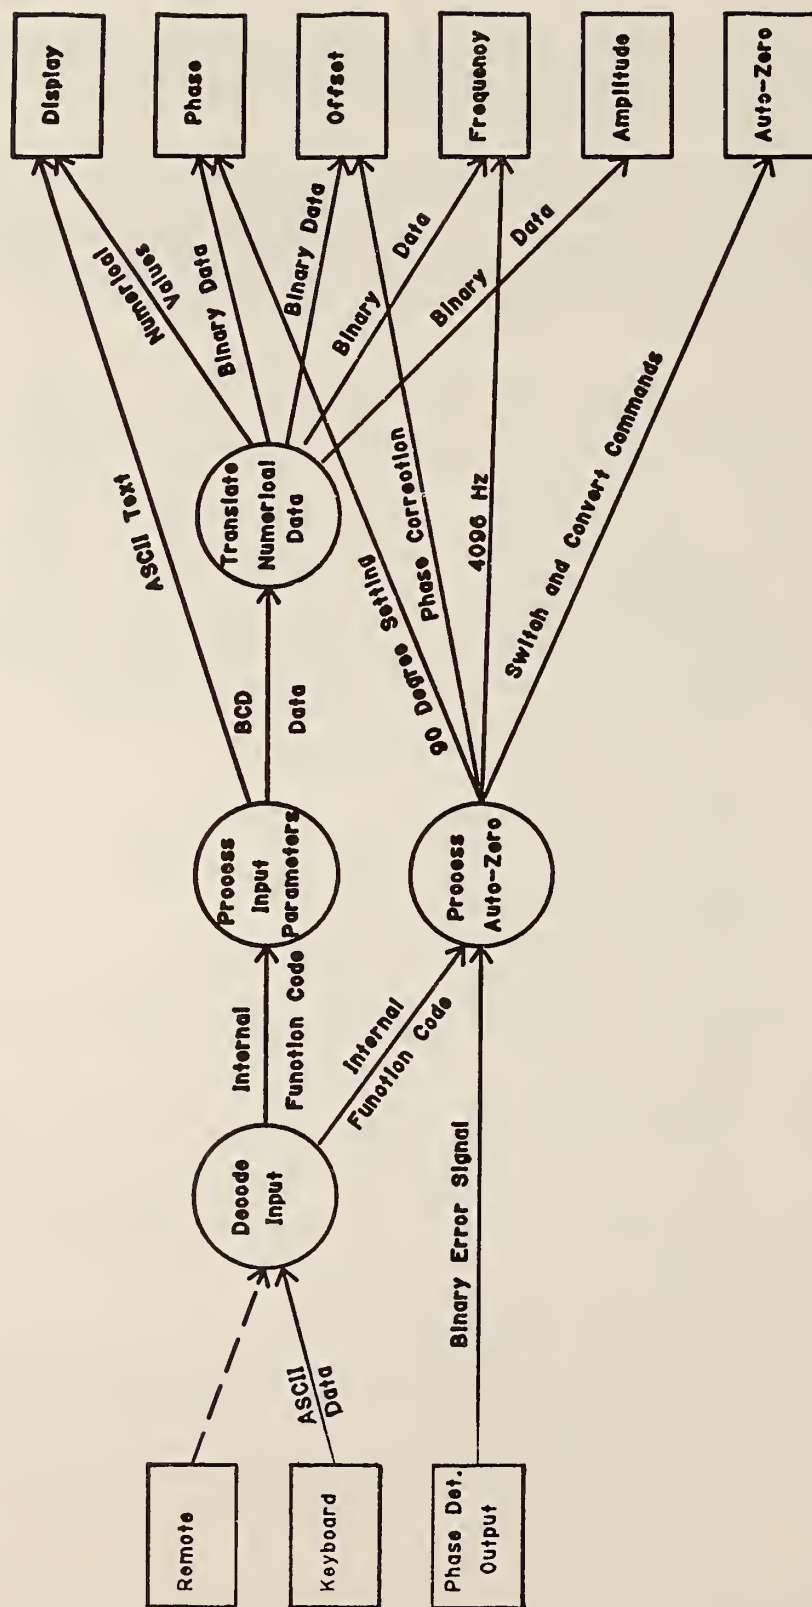 Remote
Keyboard
Phase Det.
Output
ASCII
Data
Decode
Input
Internal
Function Code
Internal
Function Code
Binary Error Signal
Process
Input
Parameters
Process
Auto-Zero
ASCII Text
BCD
Data
Translate
Numerical
Data
90 Degree Setting
Phase Correction
4096 Hz
Switch and Convert Commands
Numerical
Values
Binary Data
Binary Data
Binary Data
Binary Data
Display
Phase
Offset
Frequency
Amplitude
Auto-Zero